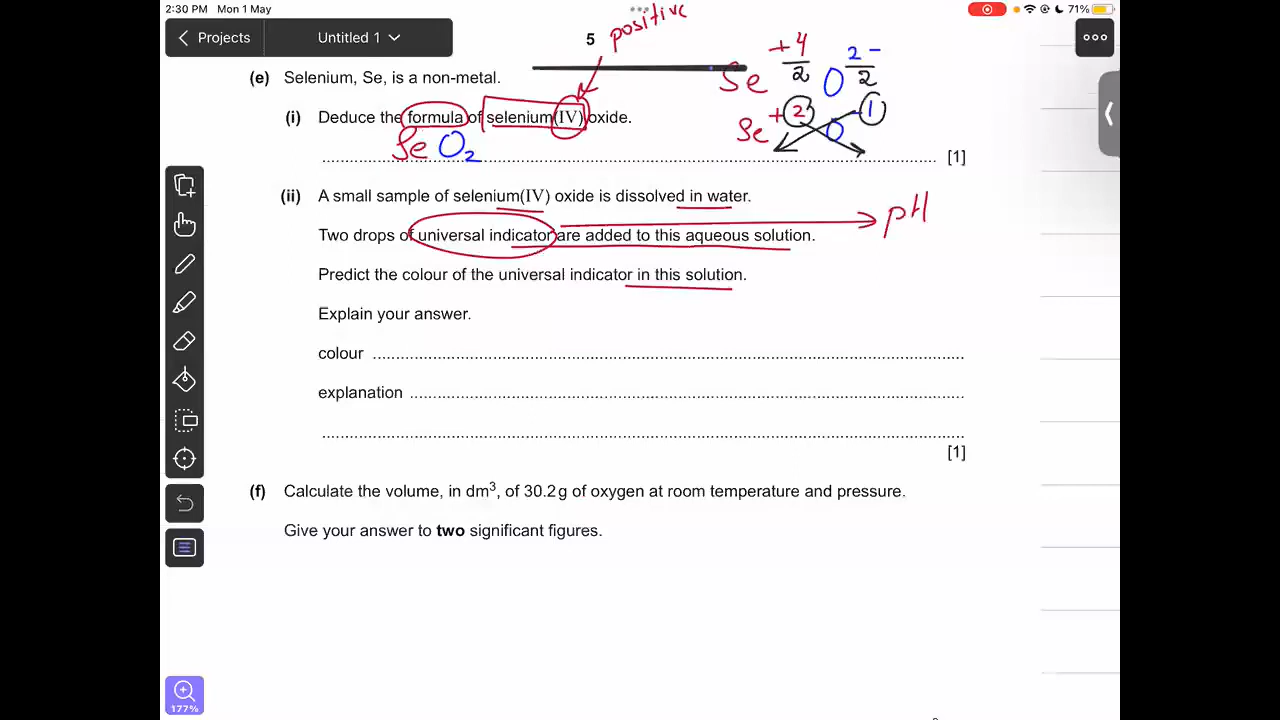 2:30 PM Mon 1 May
71%
Projects
Untitled 1
5
positive
Se +4/2 O 2-/2
(e) Selenium, Se, is a non-metal.
(i) Deduce the formula of selenium(IV) oxide.
Se +2 O -1
Se O₂
[1]
(ii) A small sample of selenium(IV) oxide is dissolved in water.
pH
Two drops of universal indicator are added to this aqueous solution.
Predict the colour of the universal indicator in this solution.
Explain your answer.
colour
explanation
[1]
(f) Calculate the volume, in dm³, of 30.2 g of oxygen at room temperature and pressure.
Give your answer to two significant figures.
177%